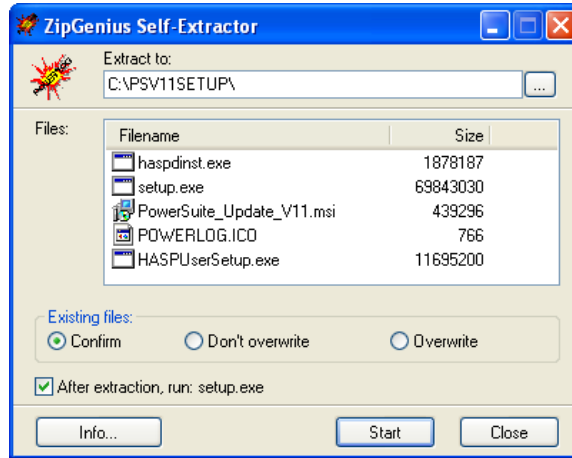 ZipGenius Self-Extractor
Extract to:
C:\PSV11SETUP\
...
Files:
Filename Size
haspdinst.exe 1878187
setup.exe 69843030
PowerSuite_Update_V11.msi 439296
POWERLOG.ICO 766
HASPUserSetup.exe 11695200
Existing files:
Confirm Don't overwrite Overwrite
After extraction, run: setup.exe
Info... Start Close